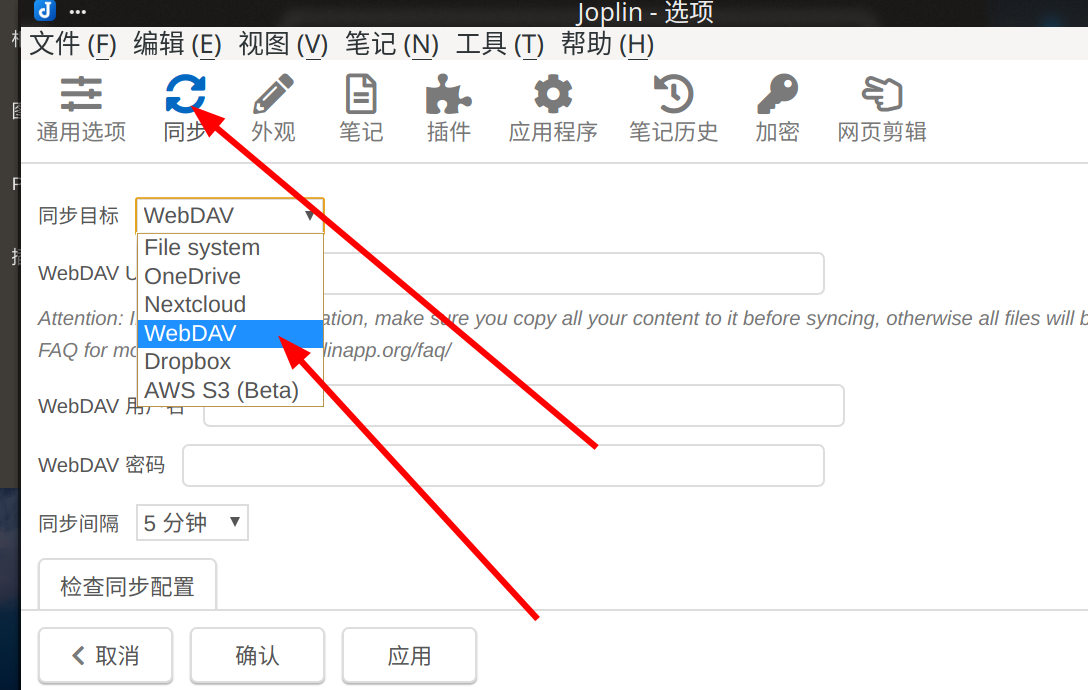 Joplin - 选项
文件 (F) 编辑 (E) 视图 (V) 笔记 (N) 工具 (T) 帮助 (H)
通用选项 同步 外观 笔记 插件 应用程序 笔记历史 加密 网页剪辑
同步目标 WebDAV
File system
WebDAV U
OneDrive
Nextcloud
Attention: I ation, make sure you copy all your content to it before syncing, otherwise all files will b
WebDAV
FAQ for mo linapp.org/faq/
Dropbox
AWS S3 (Beta)
WebDAV 用户名
WebDAV 密码
同步间隔 5 分钟
检查同步配置
取消 确认 应用